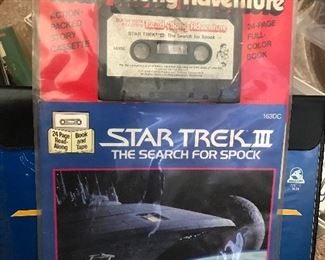 Read-Along Adventure
ACTION-
PACKED
STORY
CASSETTE
24-PAGE
FULL-
COLOR
BOOK
Read-Along Adventure
STAR TREK III The Search for Spock
24 Page
Read-
Along
Book
and
Tape
163DC
STAR TREK III
THE SEARCH FOR SPOCK